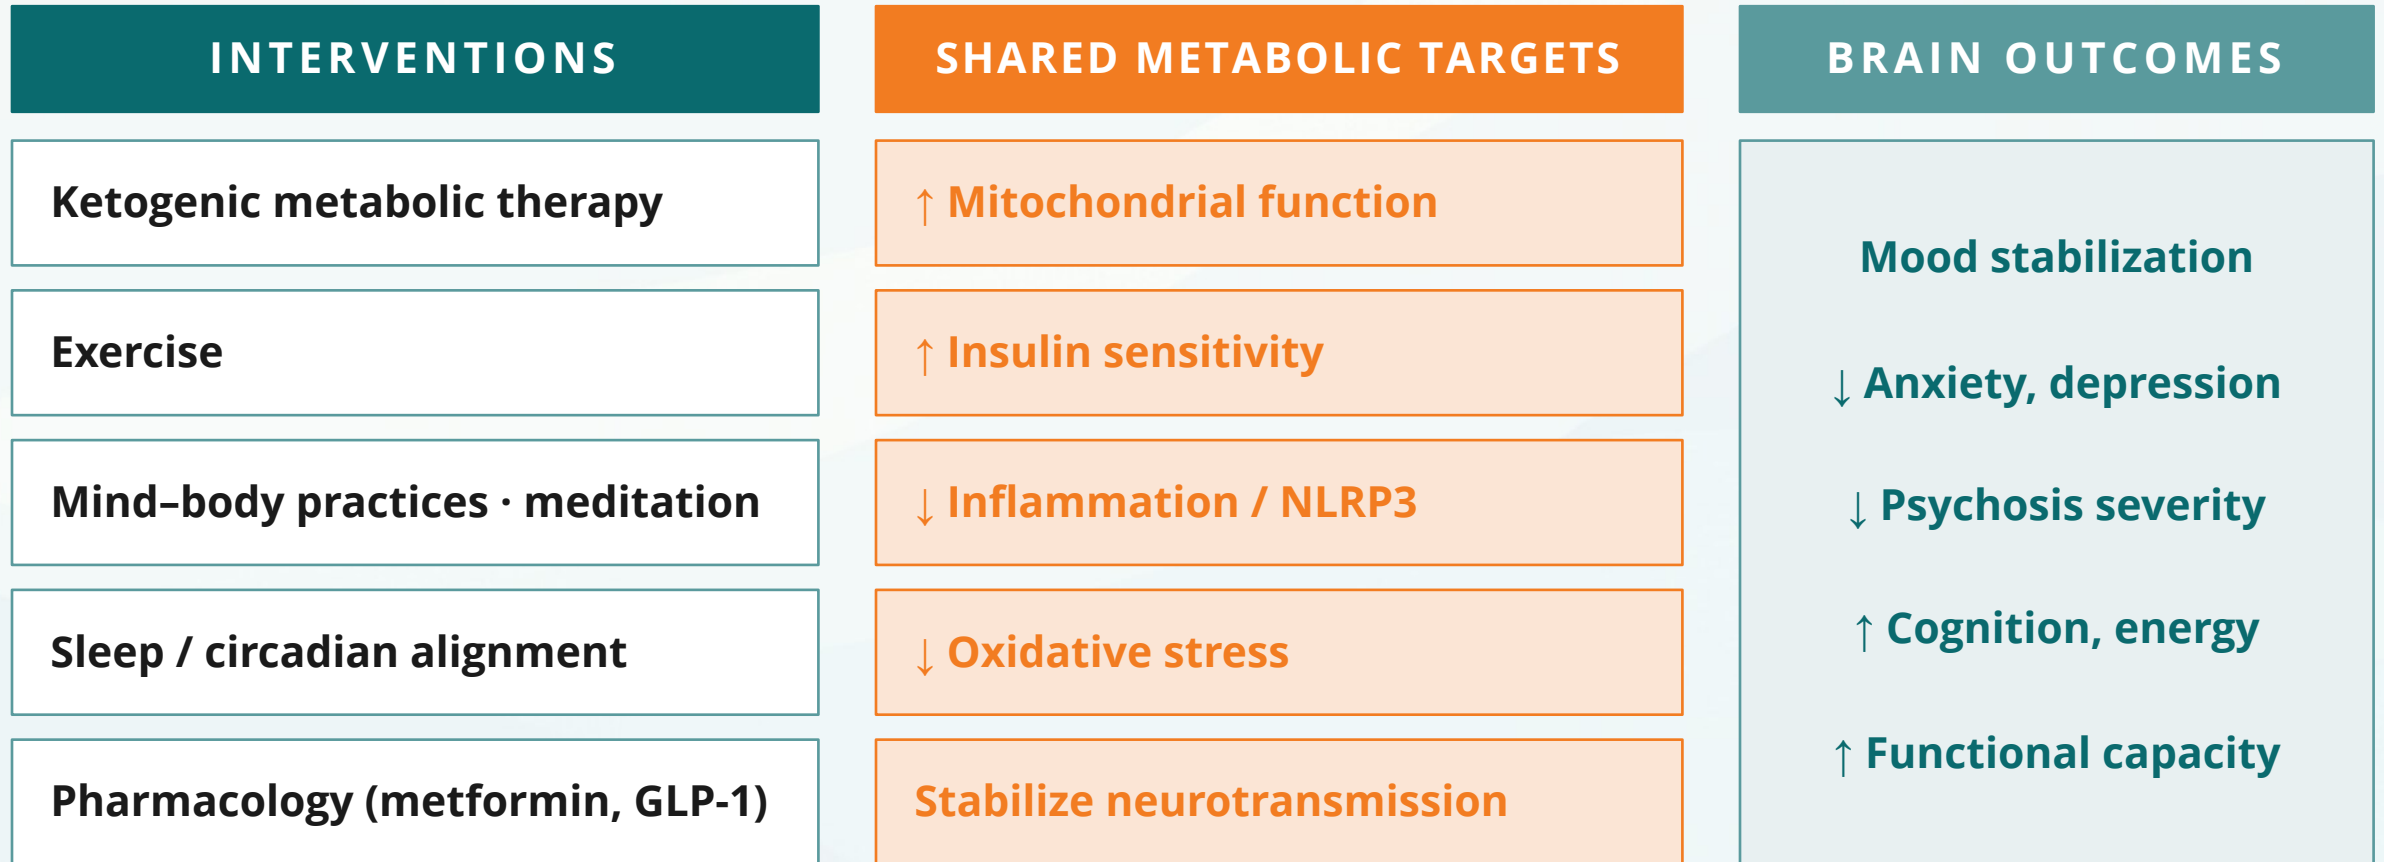 INTERVENTIONS
Ketogenic metabolic therapy
Exercise
Mind–body practices · meditation
Sleep / circadian alignment
Pharmacology (metformin, GLP-1)
SHARED METABOLIC TARGETS
↑ Mitochondrial function
↑ Insulin sensitivity
↓ Inflammation / NLRP3
↓ Oxidative stress
Stabilize neurotransmission
BRAIN OUTCOMES
Mood stabilization
↓ Anxiety, depression
↓ Psychosis severity
↑ Cognition, energy
↑ Functional capacity